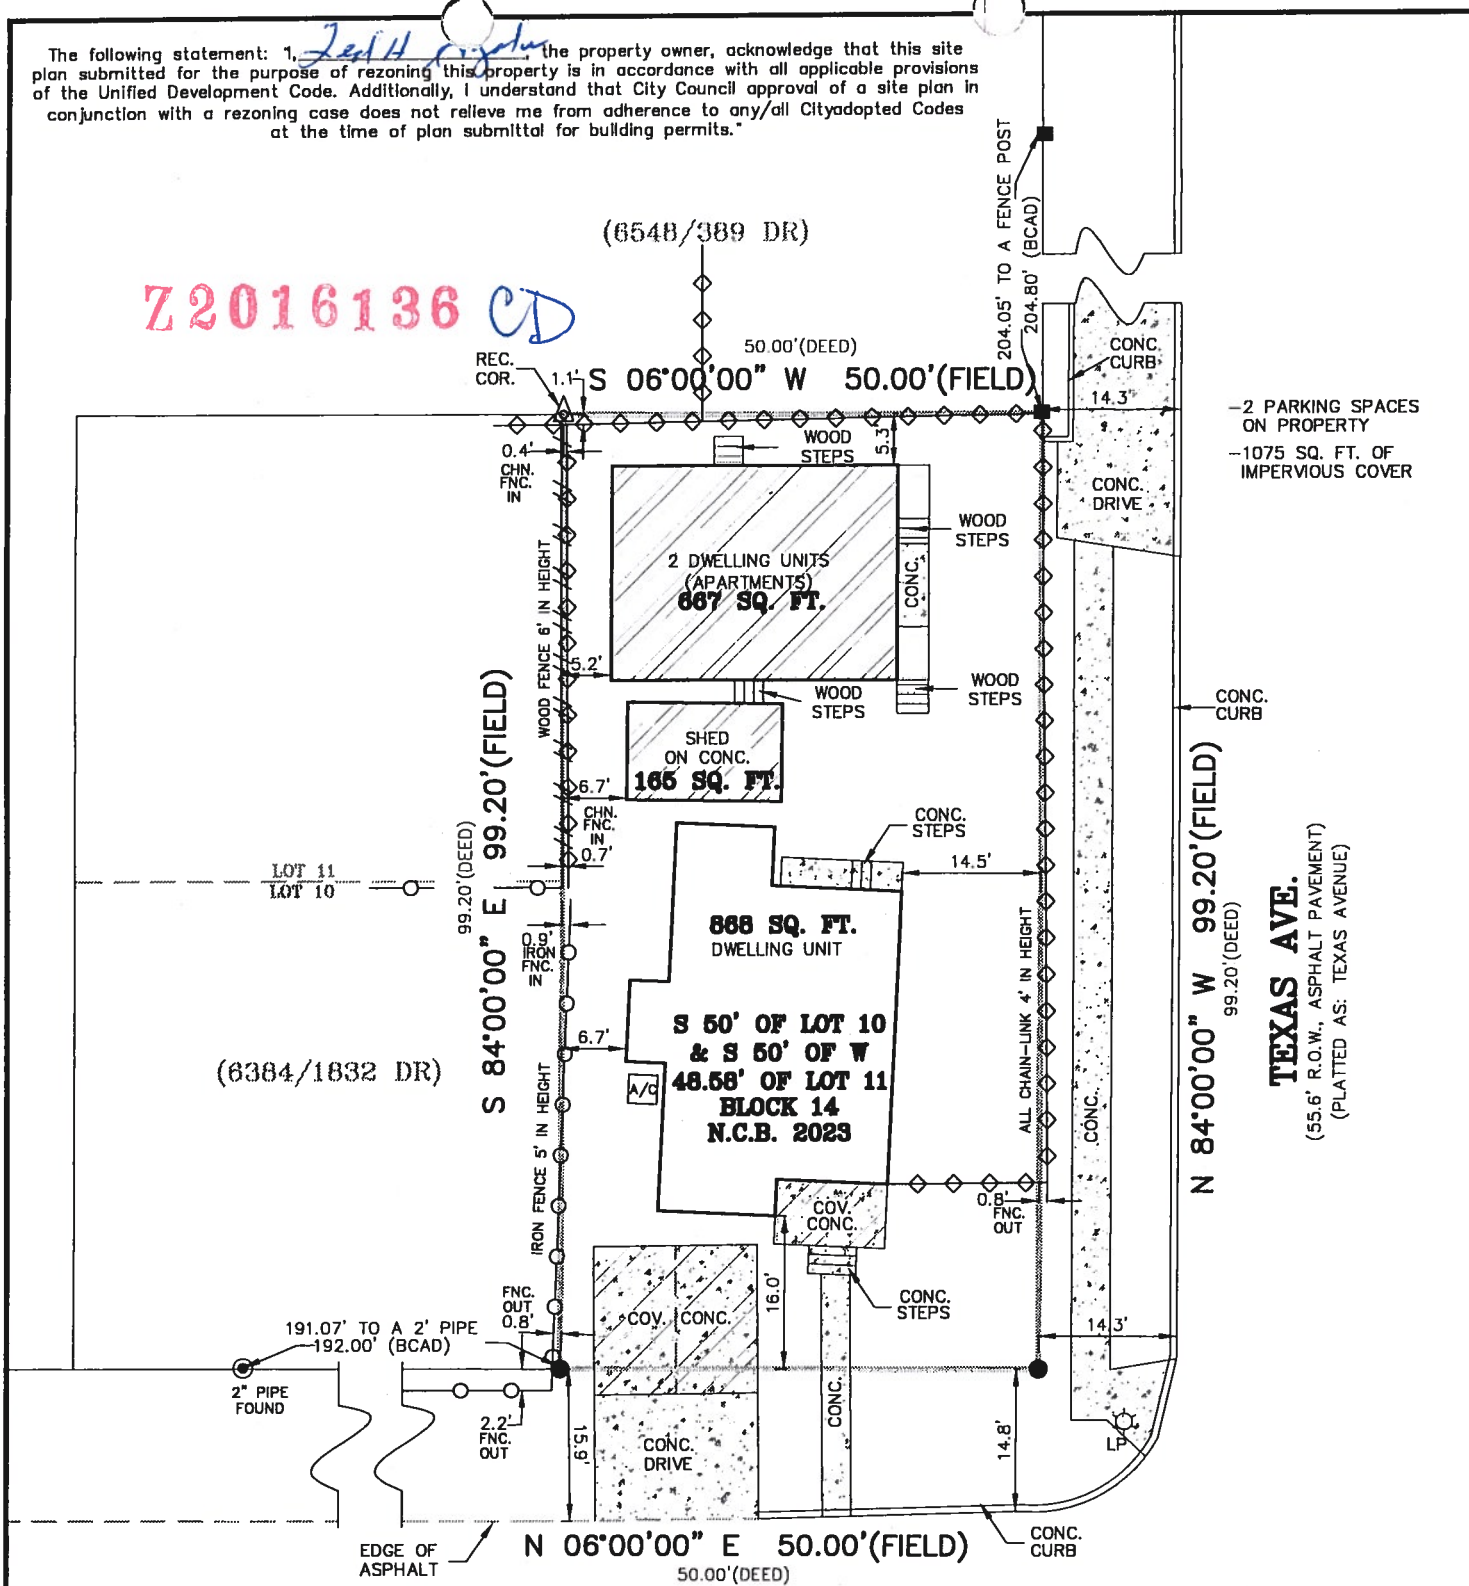 The following statement: 1, the property owner, acknowledge that this site
plan submitted for the purpose of rezoning this property is in accordance with all applicable provisions
of the Unified Development Code. Additionally, I understand that City Council approval of a site plan in
conjunction with a rezoning case does not relieve me from adherence to any/all Cityadopted Codes
at the time of plan submittal for building permits."
(6548/389 DR)
204.05' TO A FENCE POST
204.80' (BCAD)
Z2016136 CD
50.00'(DEED)
S 06°00'00" W 50.00'(FIELD)
REC.
COR.
1.1'
CONC.
CURB
14.3'
-2 PARKING SPACES
ON PROPERTY
-1075 SQ. FT. OF
IMPERVIOUS COVER
WOOD
STEPS
5.3'
0.4'
CHN.
FNC.
IN
CONC.
DRIVE
WOOD
STEPS
2 DWELLING UNITS
(APARTMENTS)
667 SQ. FT.
CONC.
WOOD FENCE 6' IN HEIGHT
5.2'
WOOD
STEPS
WOOD
STEPS
CONC.
CURB
SHED
ON CONC.
165 SQ. FT.
6.7'
CHN.
FNC.
IN
0.7'
S 84°00'00" E 99.20'(FIELD)
99.20'(DEED)
CONC.
STEPS
14.5'
LOT 11
LOT 10
868 SQ. FT.
DWELLING UNIT
0.9'
IRON
FNC.
IN
6.7'
S 50' OF LOT 10
& S 50' OF W
48.58' OF LOT 11
BLOCK 14
N.C.B. 2023
A/C
(6384/1832 DR)
ALL CHAIN-LINK 4' IN HEIGHT
CONC.
N 84°00'00" W 99.20'(FIELD)
99.20'(DEED)
TEXAS AVE.
(55.6' R.O.W., ASPHALT PAVEMENT)
(PLATTED AS: TEXAS AVENUE)
IRON FENCE 5' IN HEIGHT
COV.
CONC.
0.8'
FNC.
OUT
16.0'
CONC.
STEPS
FNC.
OUT
0.8'
COV. CONC.
191.07' TO A 2' PIPE
192.00' (BCAD)
14.3'
2" PIPE
FOUND
2.2'
FNC.
OUT
15.9'
CONC.
DRIVE
CONC.
14.8'
LP
EDGE OF
ASPHALT
N 06°00'00" E 50.00'(FIELD)
50.00'(DEED)
CONC.
CURB